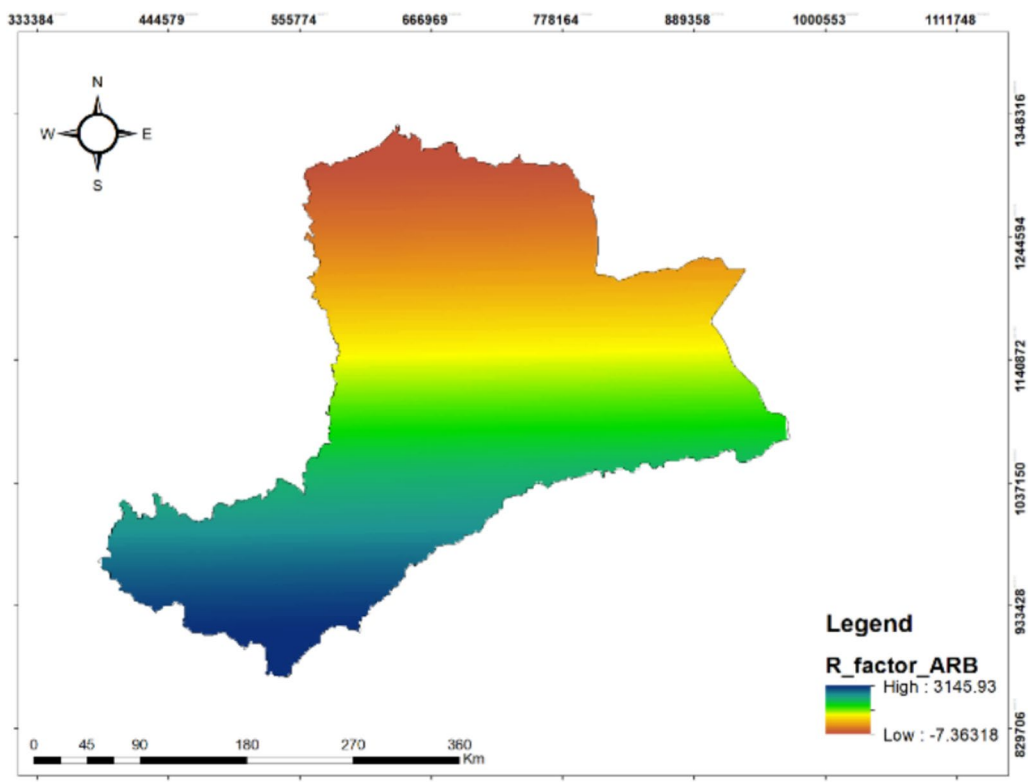 333384 444579 555774 666969 778164 889358 1000553 1111748
N
W E
S
1348316
1244594
1140872
1037150
933428
829706
Legend
R_factor_ARB
High : 3145.93
Low : -7.36318
0 45 90 180 270 360
Km